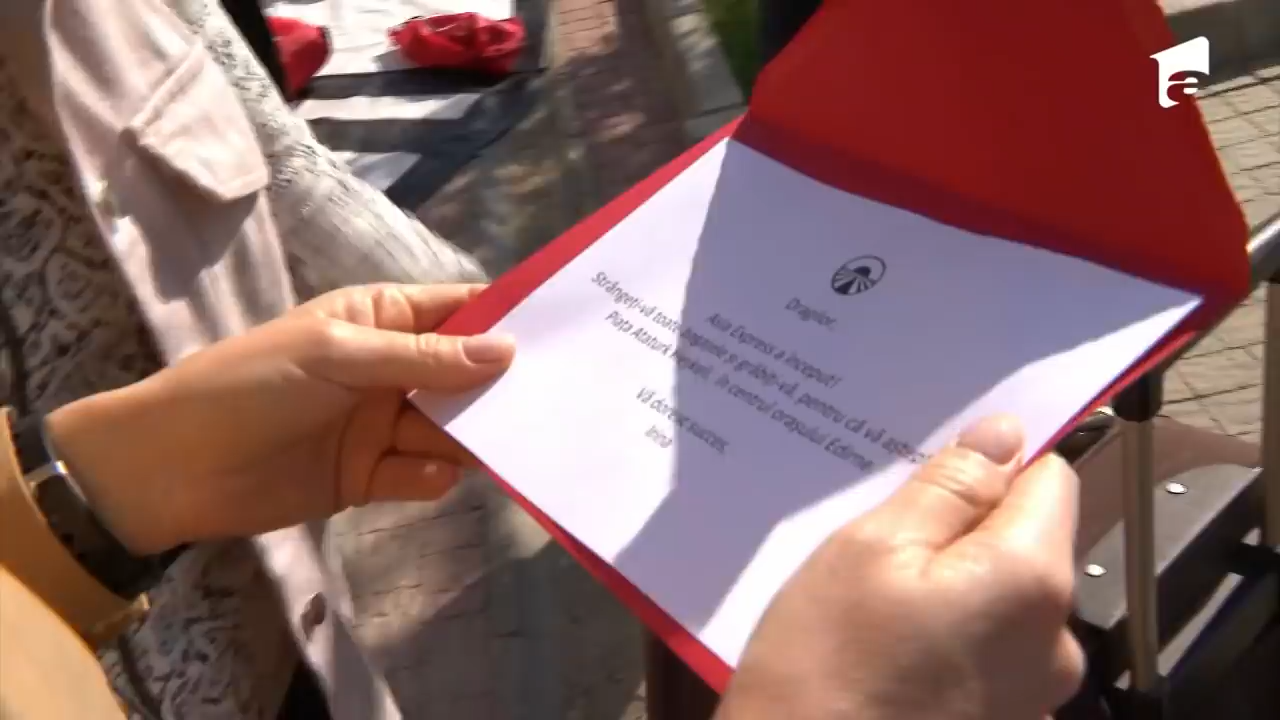 Dragilor,
Asia Express a început!
Strângeți-vă toate bagajele și grăbiți-vă, pentru că vă aștept
Piața Ataturk Heykeli, în centrul orașului Edirne.
Vă doresc succes,
Irina